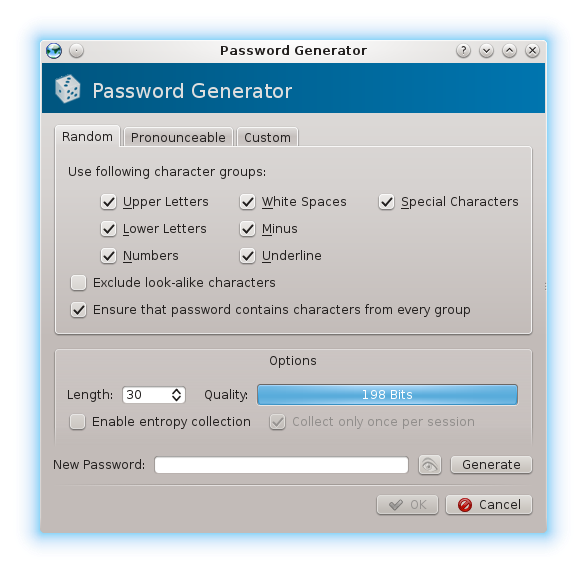 Password Generator
Password Generator
Random Pronounceable Custom
Use following character groups:
Upper Letters White Spaces Special Characters
Lower Letters Minus
Numbers Underline
Exclude look-alike characters
Ensure that password contains characters from every group
Options
Length: 30 Quality: 198 Bits
Enable entropy collection Collect only once per session
New Password: Generate
OK Cancel